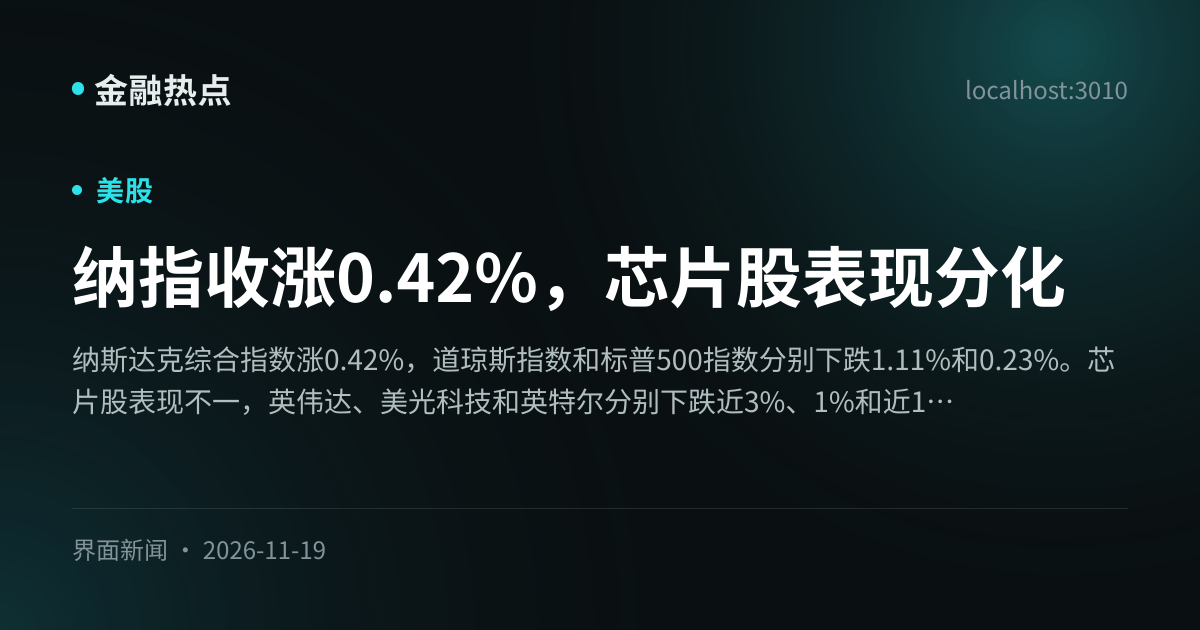 金融热点
localhost:3010
美股
纳指收涨0.42%，芯片股表现分化
纳斯达克综合指数涨0.42%，道琼斯指数和标普500指数分别下跌1.11%和0.23%。芯
片股表现不一，英伟达、美光科技和英特尔分别下跌近3%、1%和近1…
界面新闻 • 2026-11-19